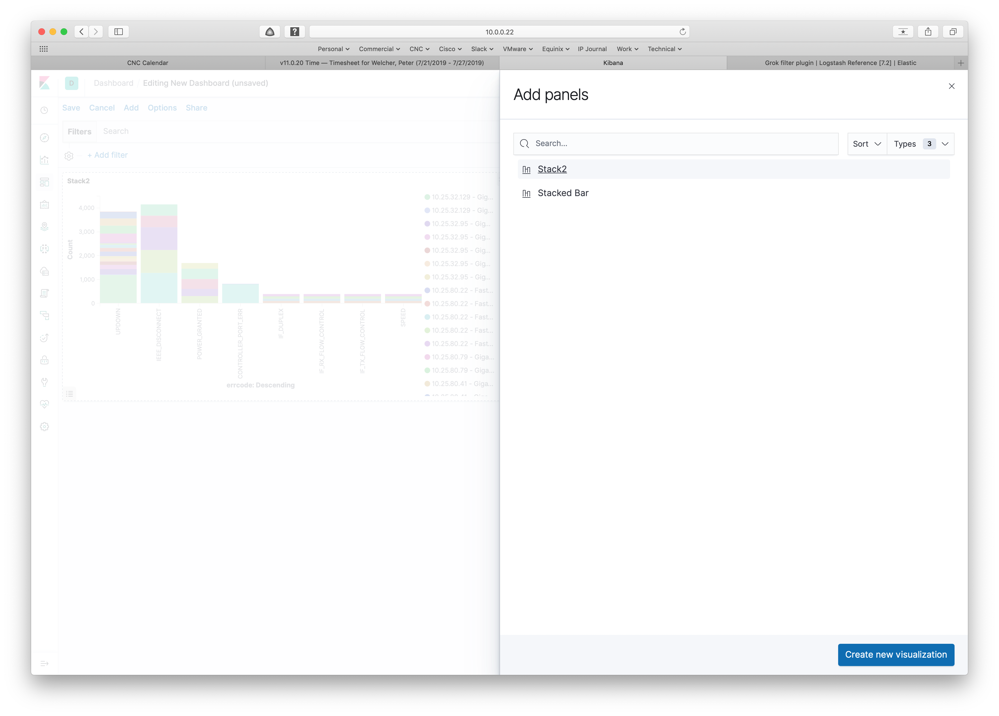 10.0.0.22
Personal Commercial CNC Cisco Slack VMware Equinix IP Journal Work Technical
CNC Calendar
v11.0.20 Time — Timesheet for Welcher, Peter (7/21/2019 - 7/27/2019)
Kibana
Grok filter plugin | Logstash Reference [7.2] | Elastic
D
Dashboard / Editing New Dashboard (unsaved)
Save Cancel Add Options Share
Filters Search
+ Add filter
Stack2
Count
4,000
3,000
2,000
1,000
0
UPDOWN
IEEE_DISCONNECT
POWER_GRANTED
CONTROLLER_PORT_ERR
IF_DUPLEX
IF_RX_FLOW_CONTROL
IF_TX_FLOW_CONTROL
SPEED
errcode: Descending
10.25.32.129 - Gig...
10.25.32.129 - Gig...
10.25.32.95 - Gig...
10.25.32.95 - Gig...
10.25.32.95 - Gig...
10.25.32.95 - Gig...
10.25.32.95 - Gig...
10.25.80.22 - Fast...
10.25.80.22 - Fast...
10.25.80.22 - Fast...
10.25.80.22 - Fast...
10.25.80.22 - Fast...
10.25.80.79 - Giga...
10.25.80.79 - Giga...
10.25.80.41 - Giga...
Add panels
Search...
Sort
Types 3
Stack2
Stacked Bar
Create new visualization